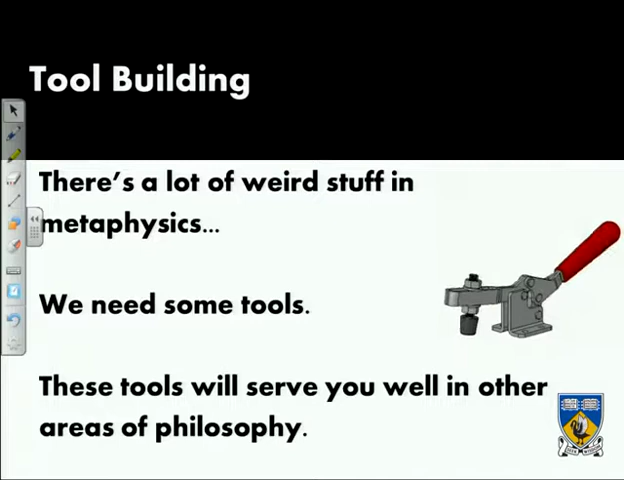 Tool Building
There's a lot of weird stuff in
metaphysics...
We need some tools.
These tools will serve you well in other
areas of philosophy.